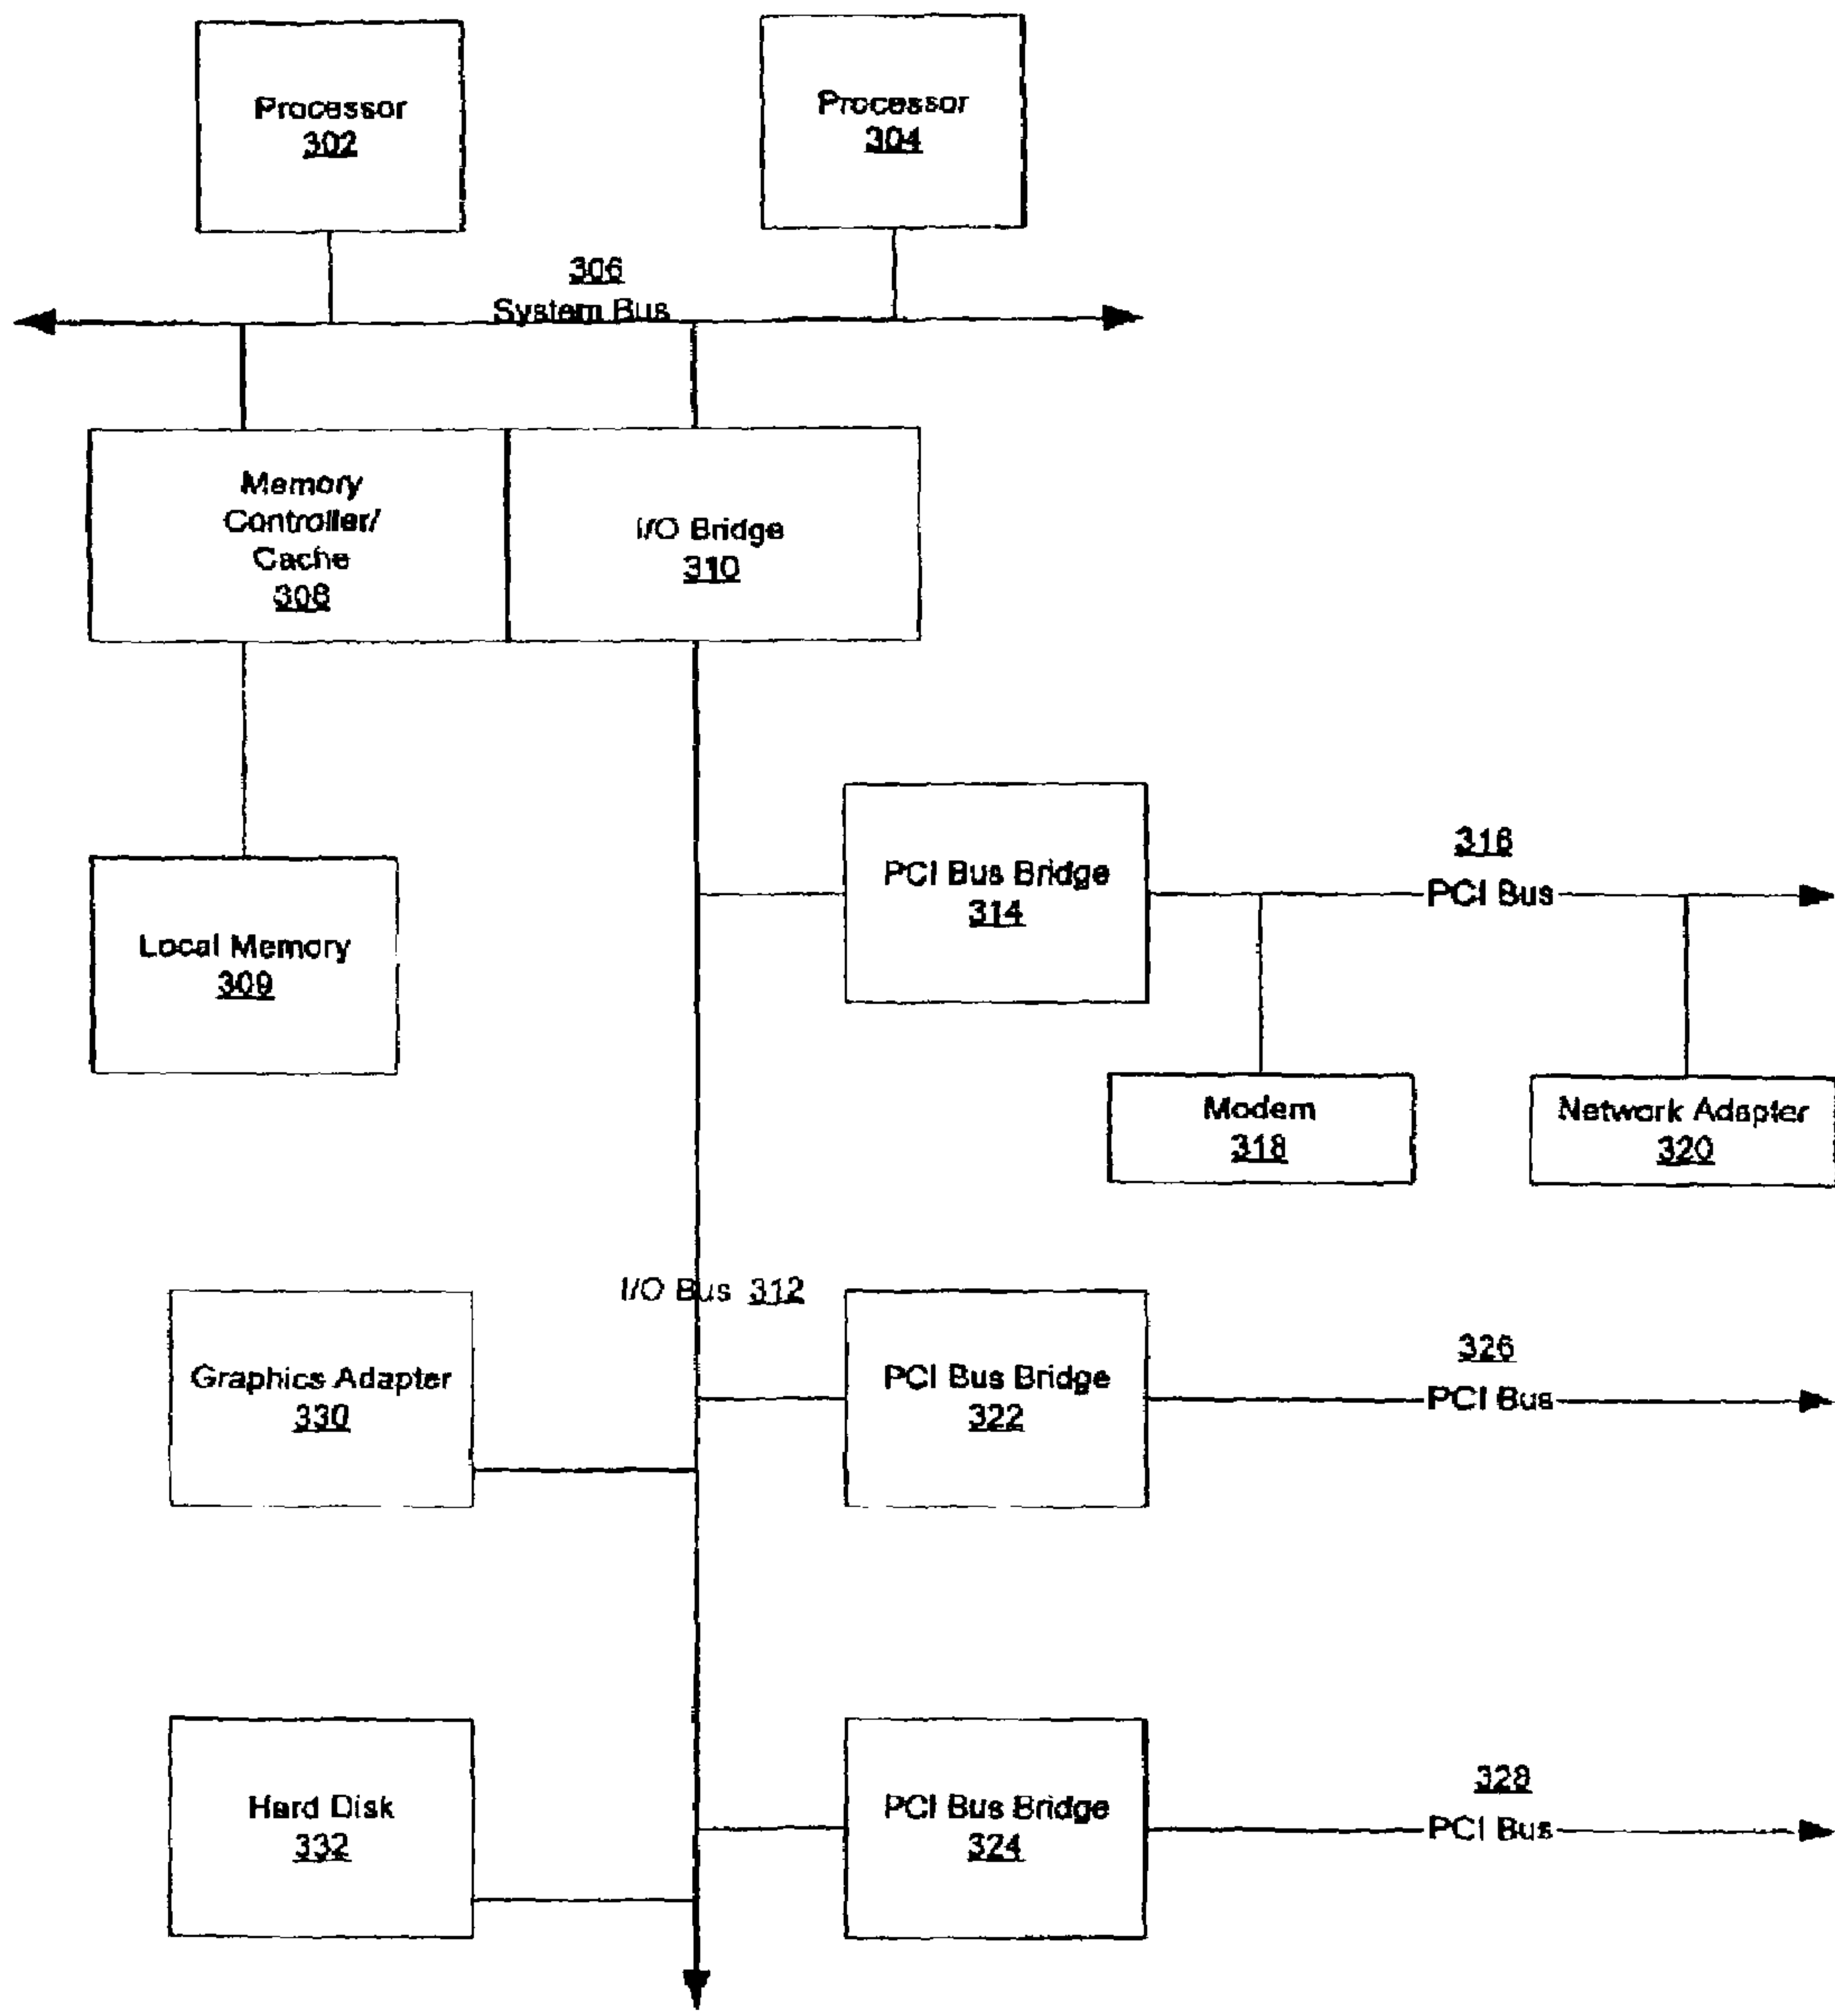 Processor
302
Processor
304
306
System Bus
Memory
Controller/
Cache
308
I/O Bridge
310
PCI Bus Bridge
314
316
PCI Bus
Local Memory
309
Modem
318
Network Adapter
320
I/O Bus 312
Graphics Adapter
330
PCI Bus Bridge
322
326
PCI Bus
Hard Disk
332
PCI Bus Bridge
324
328
PCI Bus